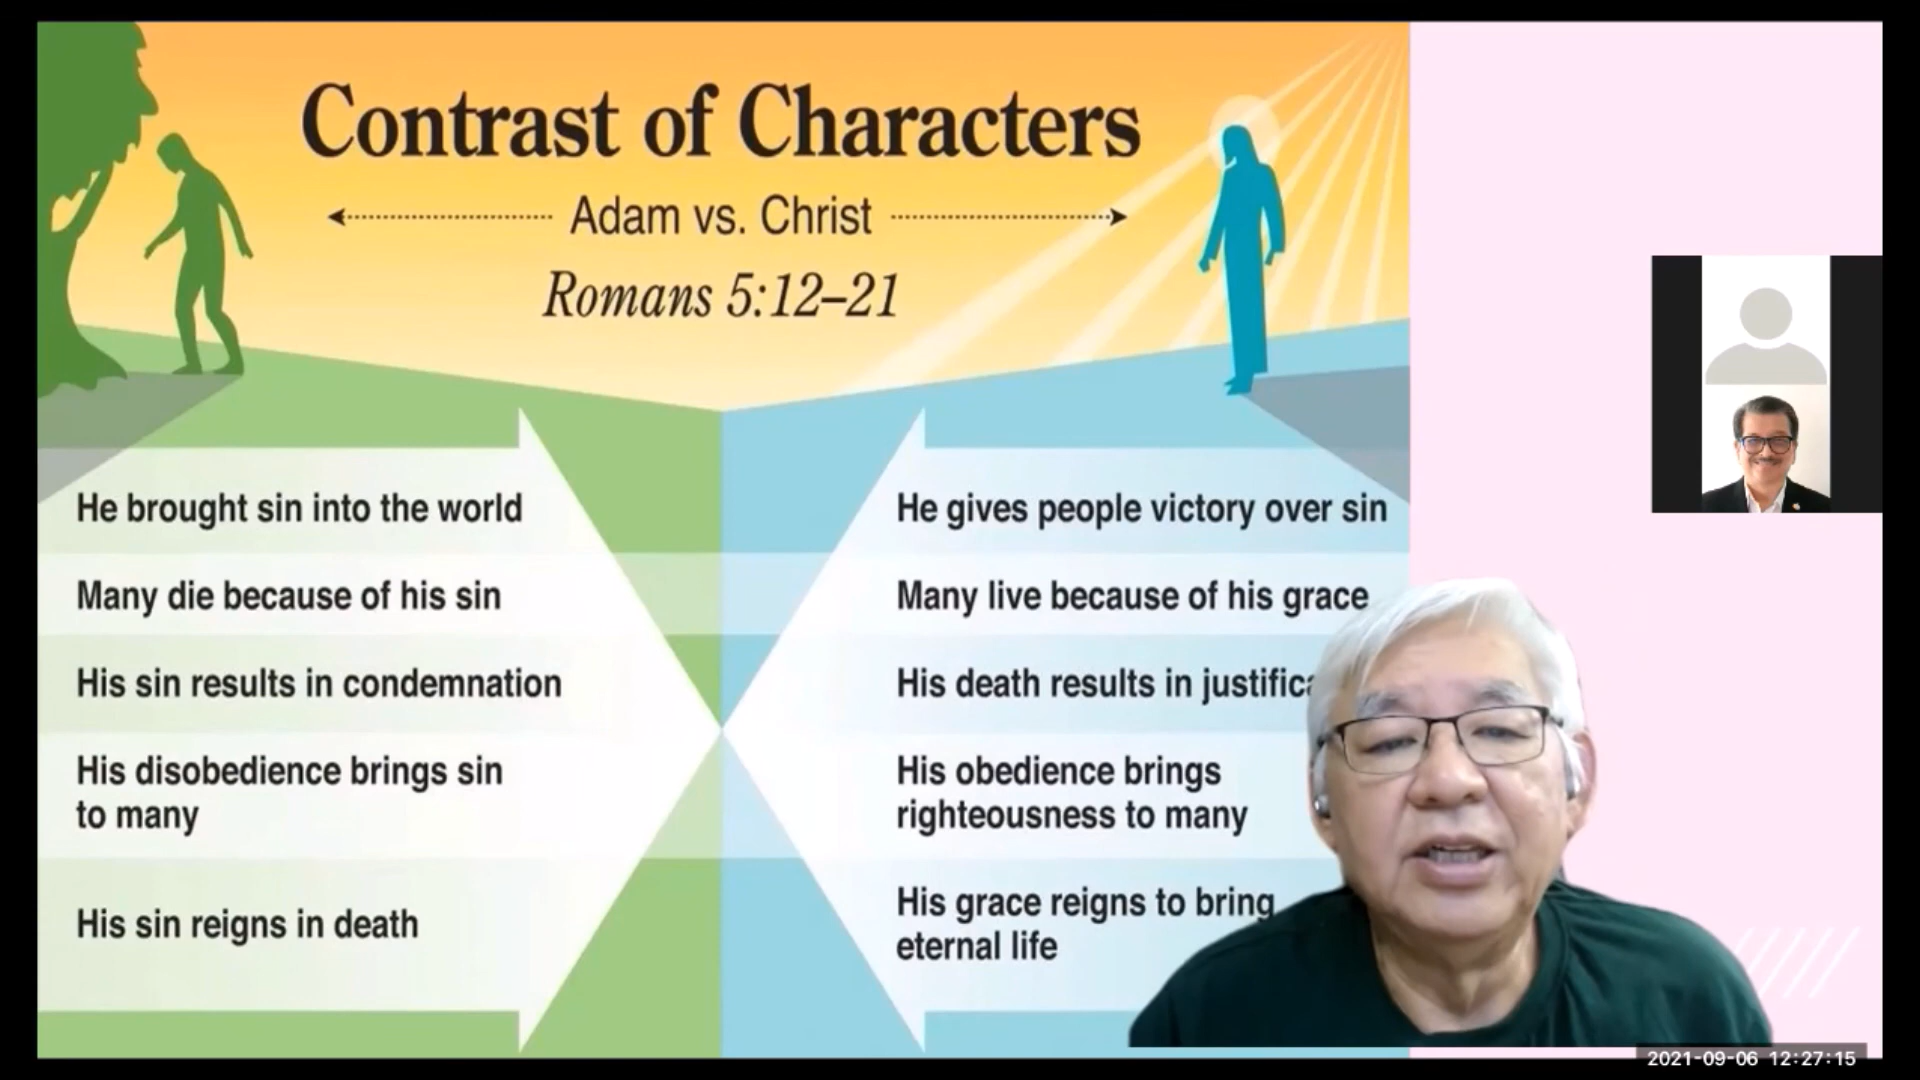 Contrast of Characters
Adam vs. Christ
Romans 5:12–21
He brought sin into the world
Many die because of his sin
His sin results in condemnation
His disobedience brings sin
to many
His sin reigns in death
He gives people victory over sin
Many live because of his grace
His death results in
His obedience brings
righteousness to many
His grace reigns to bring
eternal life
2021-09-06 12:27:15